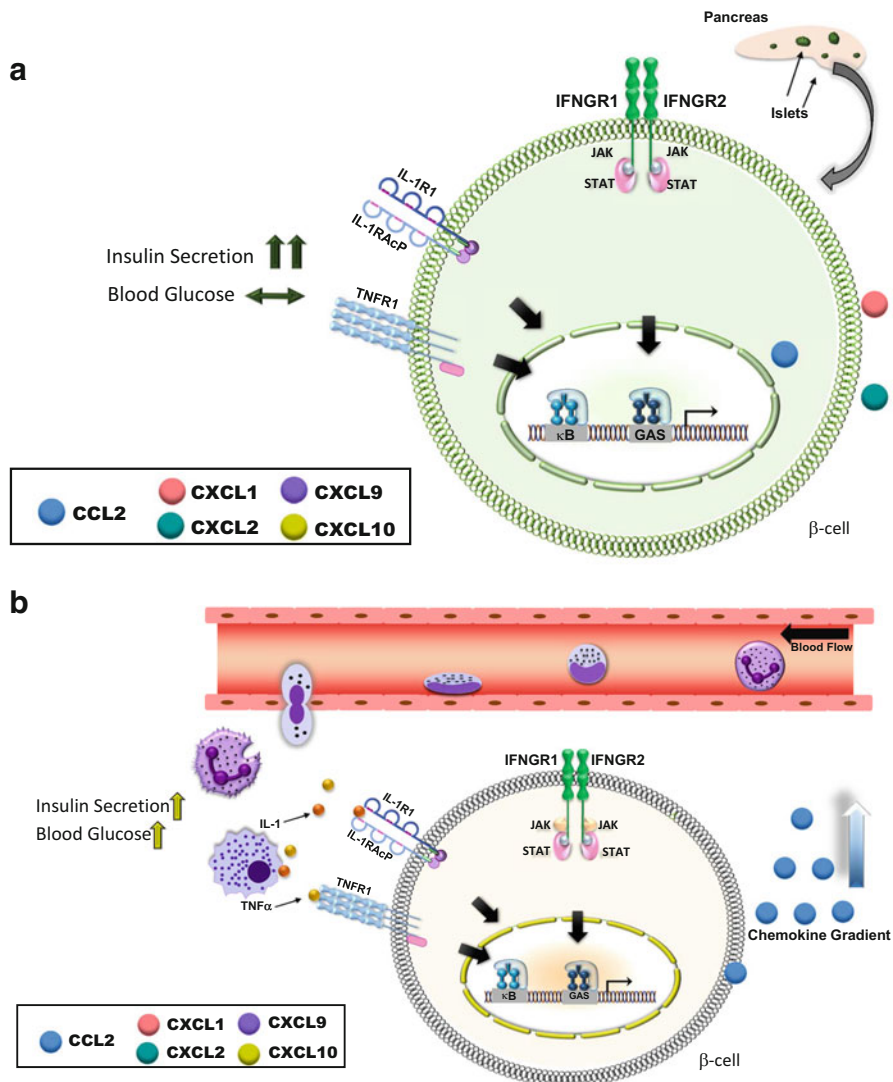 a
Pancreas
Islets
IFNGR1
IFNGR2
JAK
JAK
STAT
STAT
IL-1R1
IL-1RAcP
Insulin Secretion
Blood Glucose
TNFR1
κB
GAS
CCL2
CXCL1
CXCL9
CXCL2
CXCL10
β-cell
b
Blood Flow
IFNGR1
IFNGR2
Insulin Secretion
Blood Glucose
IL-1
IL-1R1
IL-1RAcP
JAK
JAK
STAT
STAT
TNFR1
TNFα
Chemokine Gradient
κB
GAS
CCL2
CXCL1
CXCL9
CXCL2
CXCL10
β-cell